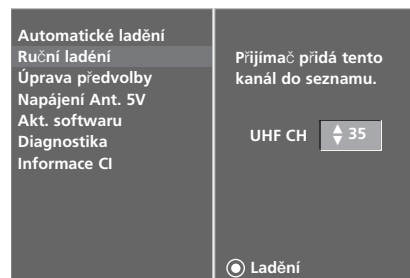 Automatické ladění
Ruční ladéní
Úprava předvolby
Napájení Ant. 5V
Akt. softwaru
Diagnostika
Informace CI
Přijímač přidá tento
kanál do seznamu.
UHF CH 35
Ladění